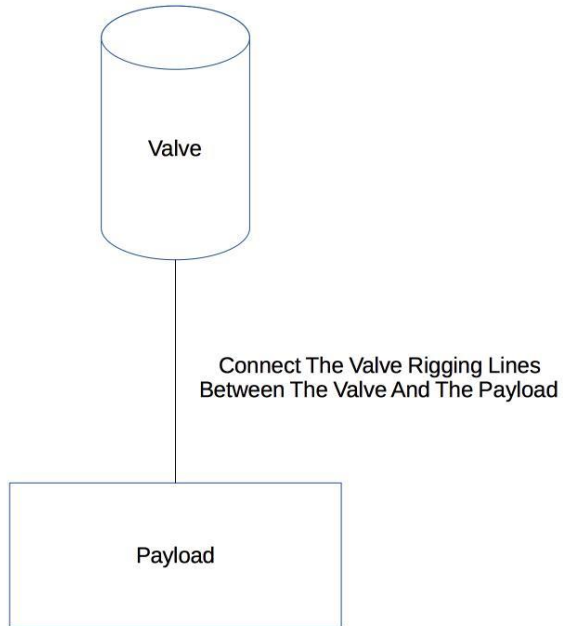 Valve
Connect The Valve Rigging Lines
Between The Valve And The Payload
Payload